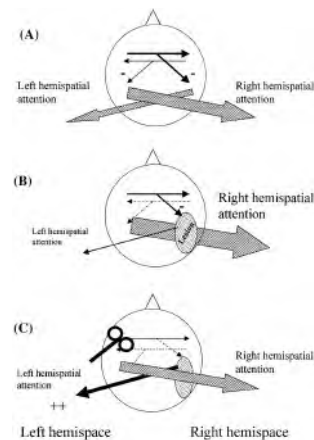 (A)
Left hemispatial
attention
Right hemispatial
attention
-
-
(B)
Right hemispatial
attention
-
Left hemispatial
attention
Lesion
(C)
Left hemispatial
attention
Right hemispatial
attention
++
Left hemispace
Right hemispace